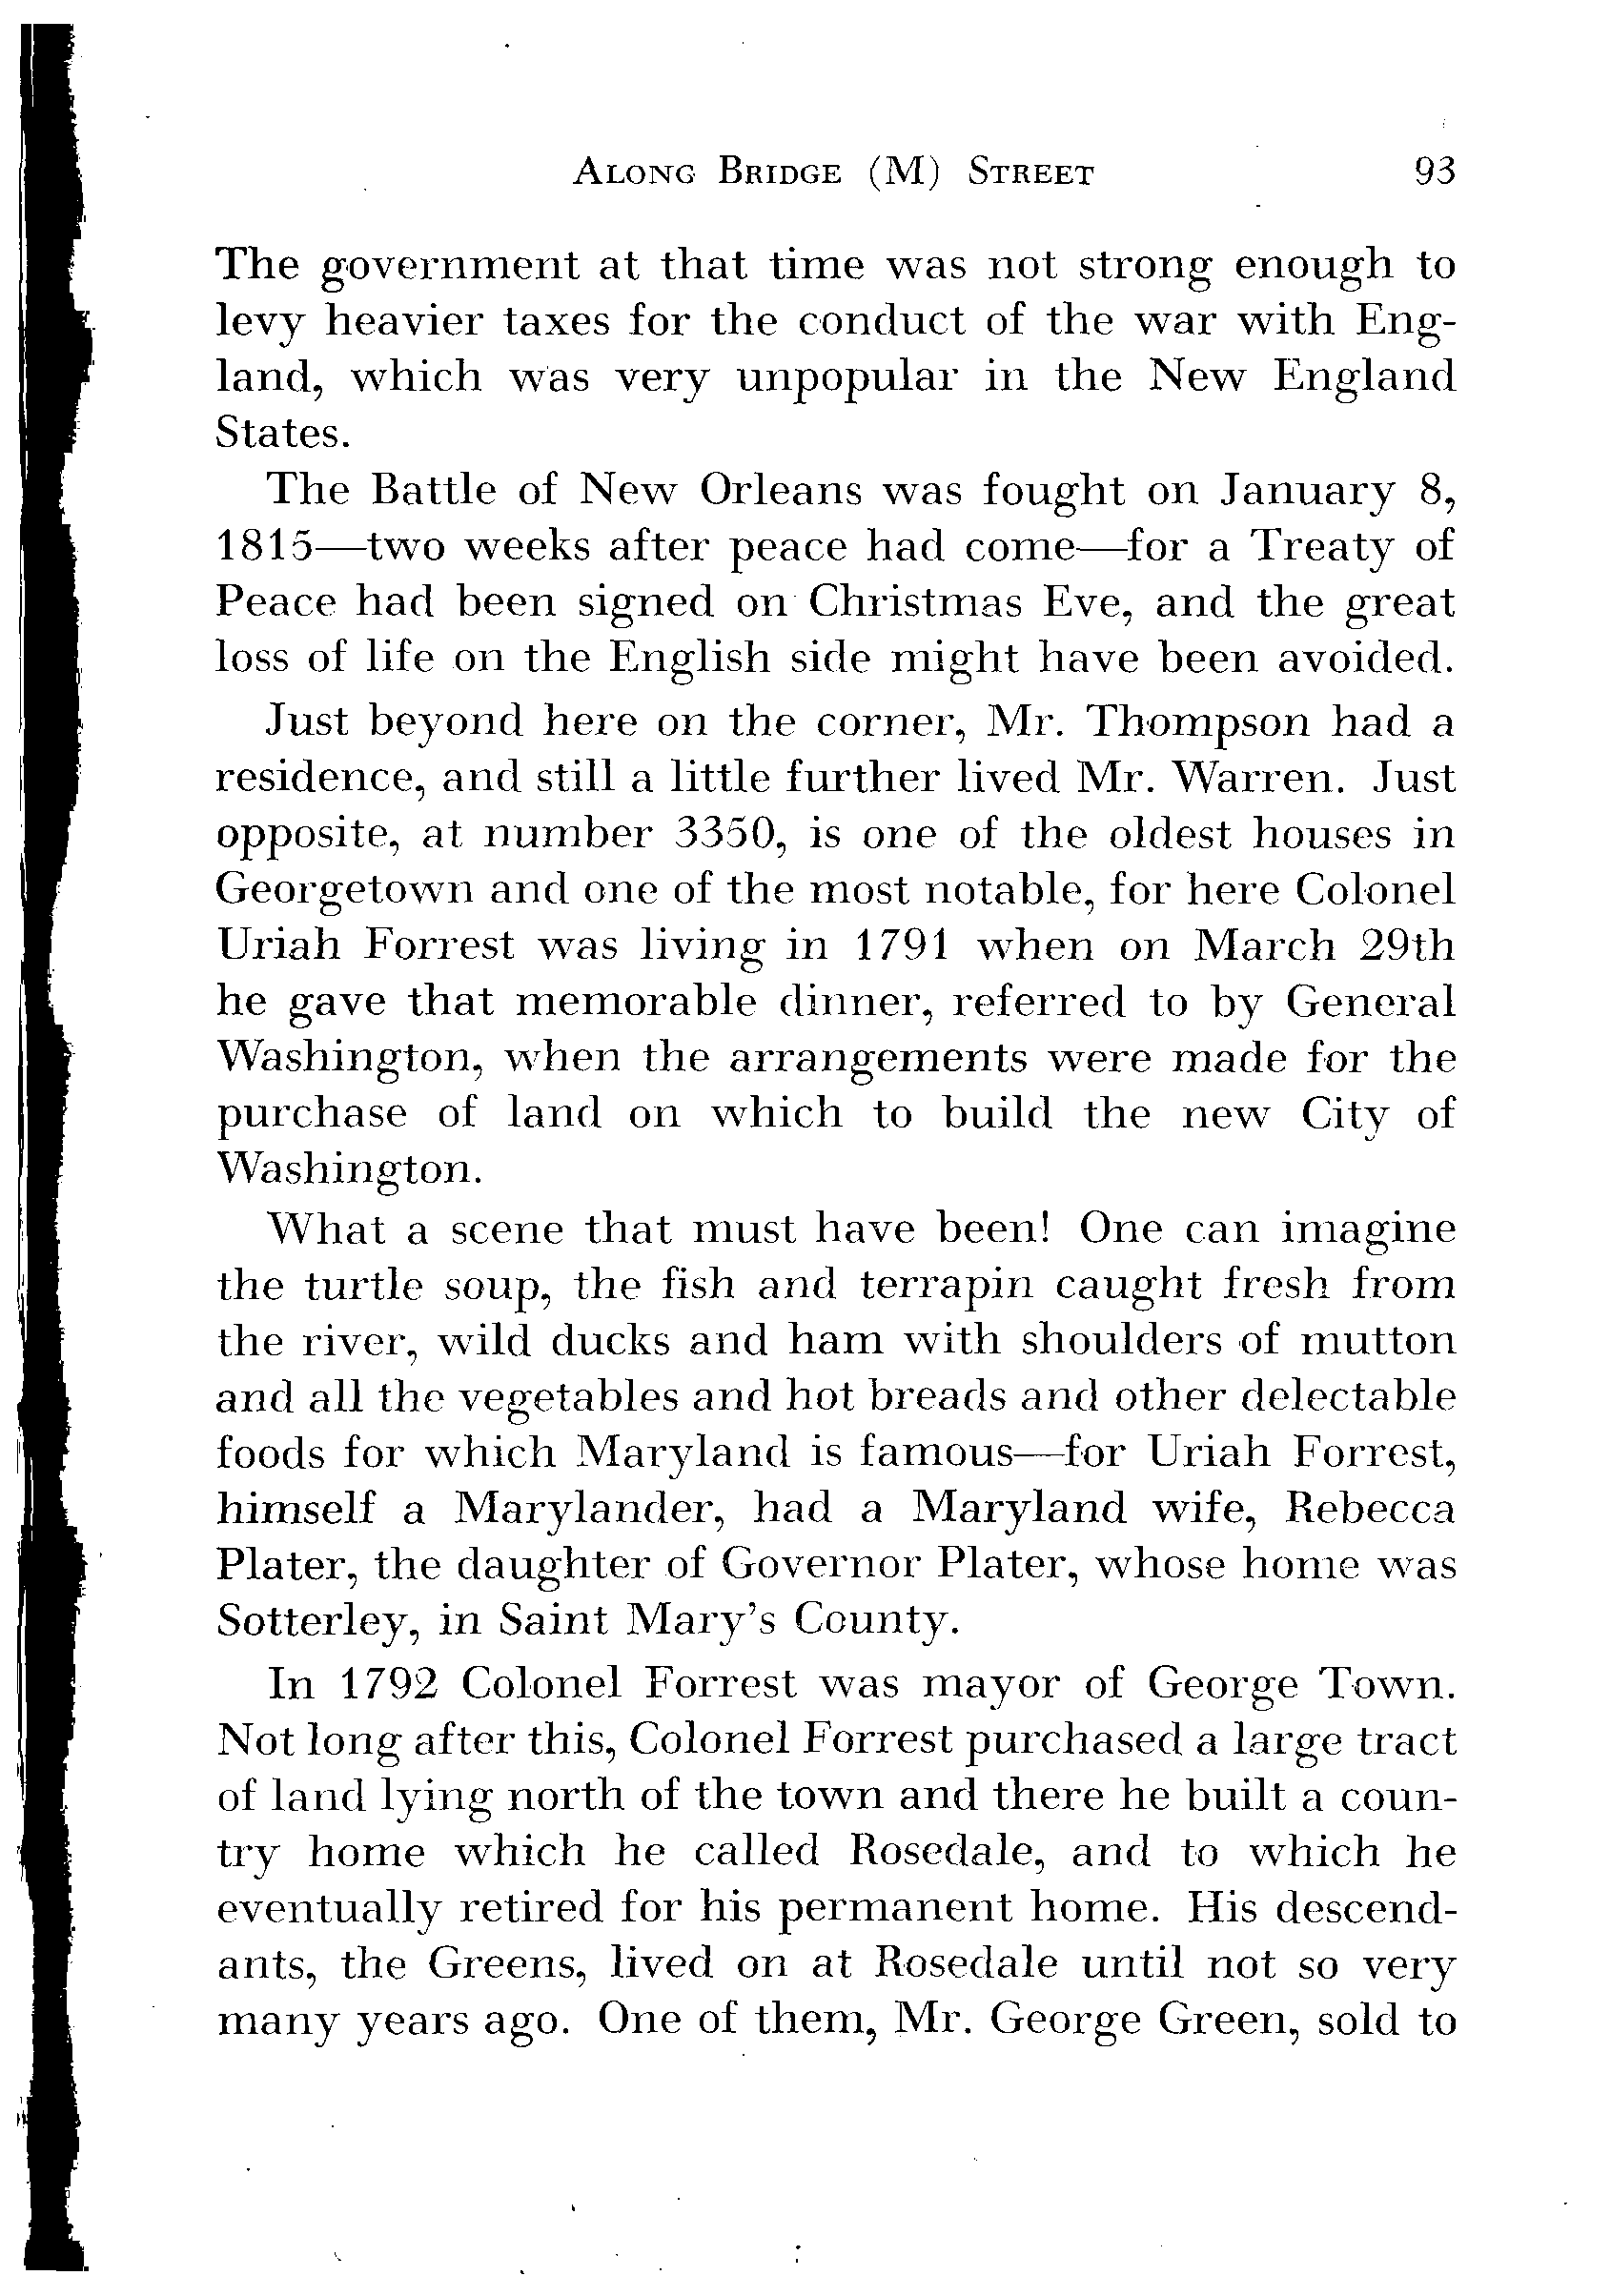 ALONG BRIDGE (M) STREET 93
The government at that time was not strong enough to
levy heavier taxes for the conduct of the war with Eng-
land, which was very unpopular in the New England
States.
The Battle of New Orleans was fought on January 8,
1815—two weeks after peace had come—for a Treaty of
Peace had been signed on Christmas Eve, and the great
loss of life on the English side might have been avoided.
Just beyond here on the corner, Mr. Thompson had a
residence, and still a little further lived Mr. Warren. Just
opposite, at number 3350, is one of the oldest houses in
Georgetown and one of the most notable, for here Colonel
Uriah Forrest was living in 1791 when on March 29th
he gave that memorable dinner, referred to by General
Washington, when the arrangements were made for the
purchase of land on which to build the new City of
Washington.
What a scene that must have been! One can imagine
the turtle soup, the fish and terrapin caught fresh from
the river, wild ducks and ham with shoulders of mutton
and all the vegetables and hot breads and other delectable
foods for which Maryland is famous—for Uriah Forrest,
himself a Marylander, had a Maryland wife, Rebecca
Plater, the daughter of Governor Plater, whose home was
Sotterley, in Saint Mary's County.
In 1792 Colonel Forrest was mayor of George Town.
Not long after this, Colonel Forrest purchased a large tract
of land lying north of the town and there he built a coun-
try home which he called Rosedale, and to which he
eventually retired for his permanent home. His descend-
ants, the Greens, lived on at Rosedale until not so very
many years ago. One of them, Mr. George Green, sold to